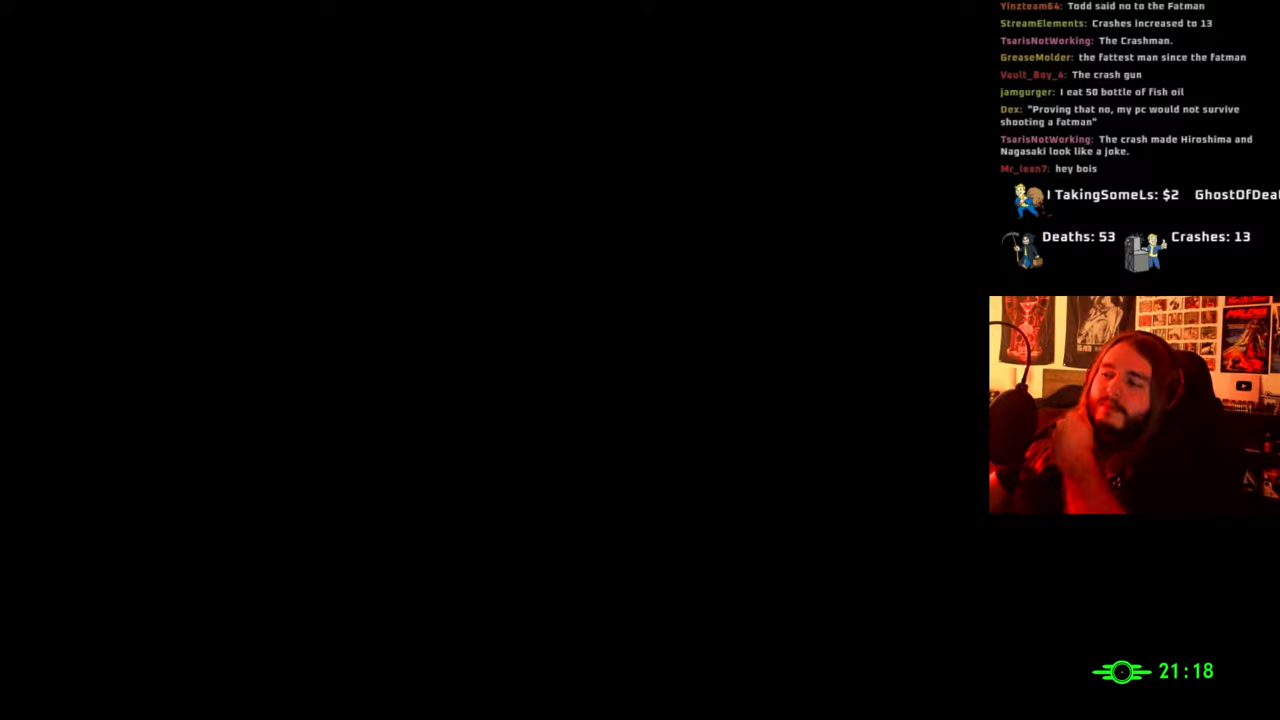 Yinzteam64: Todd said no to the Fatman
StreamElements: Crashes increased to 13
TsarisNotWorking: The Crashman.
GreaseMolder: the fattest man since the fatman
Vault_Boy_4: The crash gun
jamgurger: I eat 50 bottle of fish oil
Dex: "Proving that no, my pc would not survive
shooting a fatman"
TsarisNotWorking: The crash made Hiroshima and
Nagasaki look like a joke.
Mr_lean7: hey bois
TakingSomeLs: $2 GhostOfDea
Deaths: 53 Crashes: 13
21:18